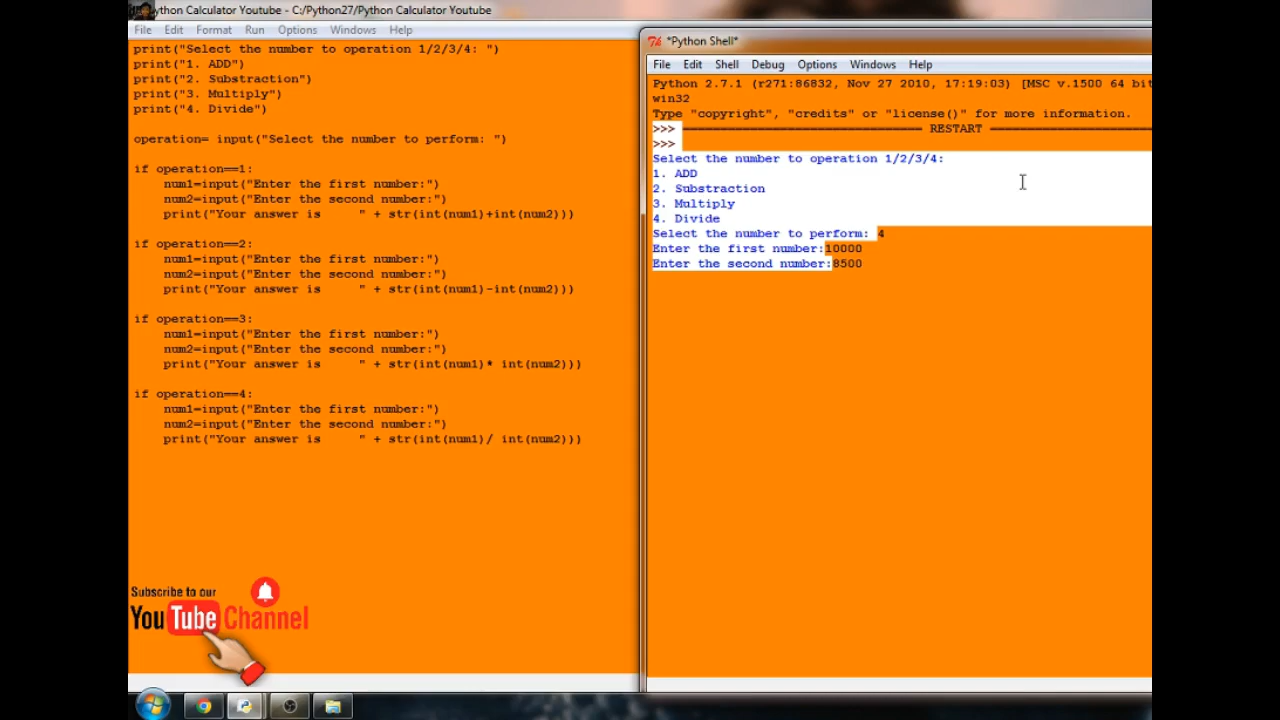 Python Calculator Youtube - C:/Python27/Python Calculator Youtube
File Edit Format Run Options Windows Help
print("Select the number to operation 1/2/3/4: ")
print("1. ADD")
print("2. Substraction")
print("3. Multiply")
print("4. Divide")
operation= input("Select the number to perform: ")
if operation==1:
    num1=input("Enter the first number:")
    num2=input("Enter the second number:")
    print("Your answer is     " + str(int(num1)+int(num2)))
if operation==2:
    num1=input("Enter the first number:")
    num2=input("Enter the second number:")
    print("Your answer is     " + str(int(num1)-int(num2)))
if operation==3:
    num1=input("Enter the first number:")
    num2=input("Enter the second number:")
    print("Your answer is     " + str(int(num1)* int(num2)))
if operation==4:
    num1=input("Enter the first number:")
    num2=input("Enter the second number:")
    print("Your answer is     " + str(int(num1)/ int(num2)))
Subscribe to our
YouTube Channel
*Python Shell*
File Edit Shell Debug Options Windows Help
Python 2.7.1 (r271:86832, Nov 27 2010, 17:19:03) [MSC v.1500 64 bit
win32
Type "copyright", "credits" or "license()" for more information.
>>> ================================ RESTART ================================
>>>
Select the number to operation 1/2/3/4:
1. ADD
2. Substraction
3. Multiply
4. Divide
Select the number to perform: 4
Enter the first number:10000
Enter the second number:8500